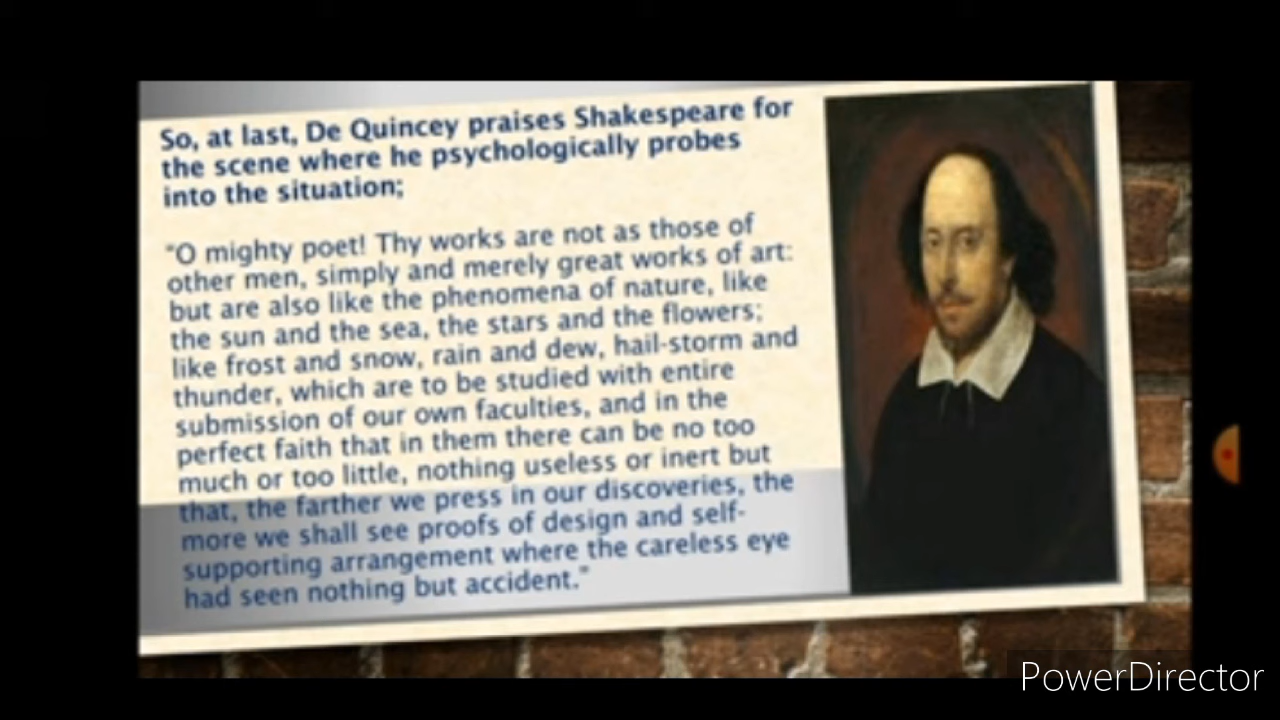 So, at last, De Quincey praises Shakespeare for
the scene where he psychologically probes
into the situation;
"O mighty poet! Thy works are not as those of
other men, simply and merely great works of art:
but are also like the phenomena of nature, like
the sun and the sea, the stars and the flowers;
like frost and snow, rain and dew, hail-storm and
thunder, which are to be studied with entire
submission of our own faculties, and in the
perfect faith that in them there can be no too
much or too little, nothing useless or inert but
that, the farther we press in our discoveries, the
more we shall see proofs of design and self-
supporting arrangement where the careless eye
had seen nothing but accident."
PowerDirector